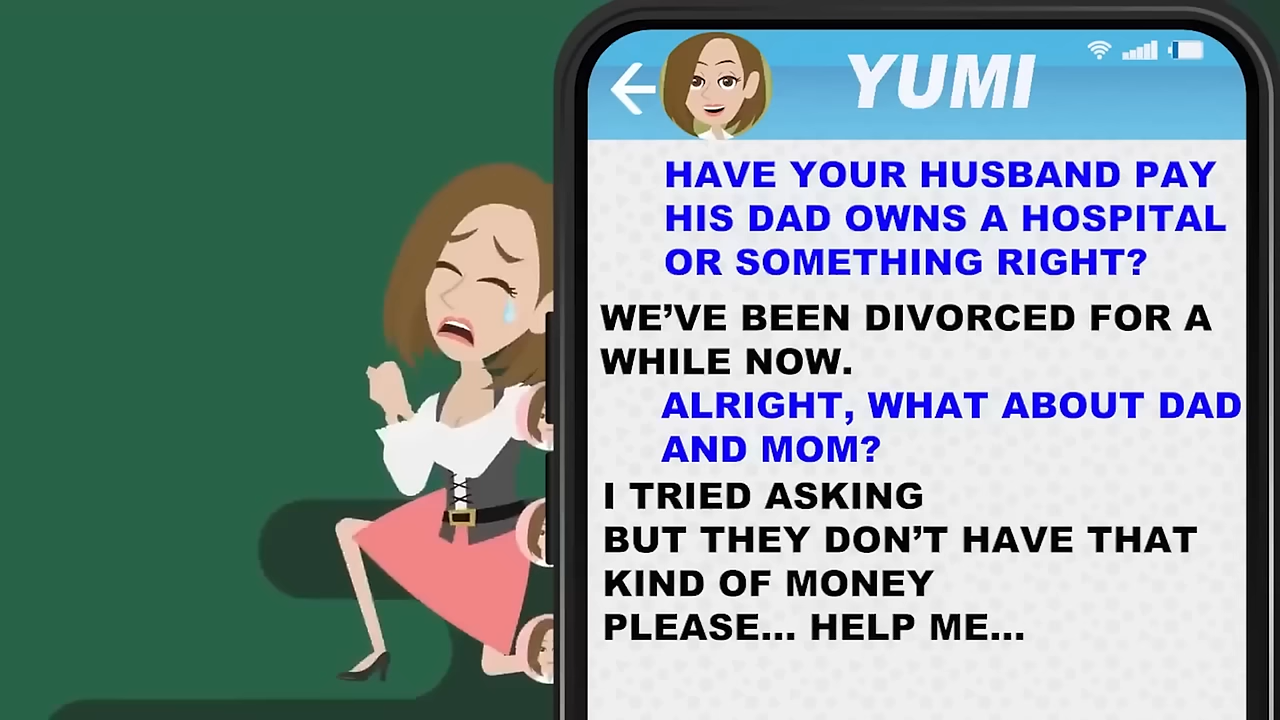 YUMI
HAVE YOUR HUSBAND PAY
HIS DAD OWNS A HOSPITAL
OR SOMETHING RIGHT?
WE’VE BEEN DIVORCED FOR A
WHILE NOW.
ALRIGHT, WHAT ABOUT DAD
AND MOM?
I TRIED ASKING
BUT THEY DON’T HAVE THAT
KIND OF MONEY
PLEASE... HELP ME...